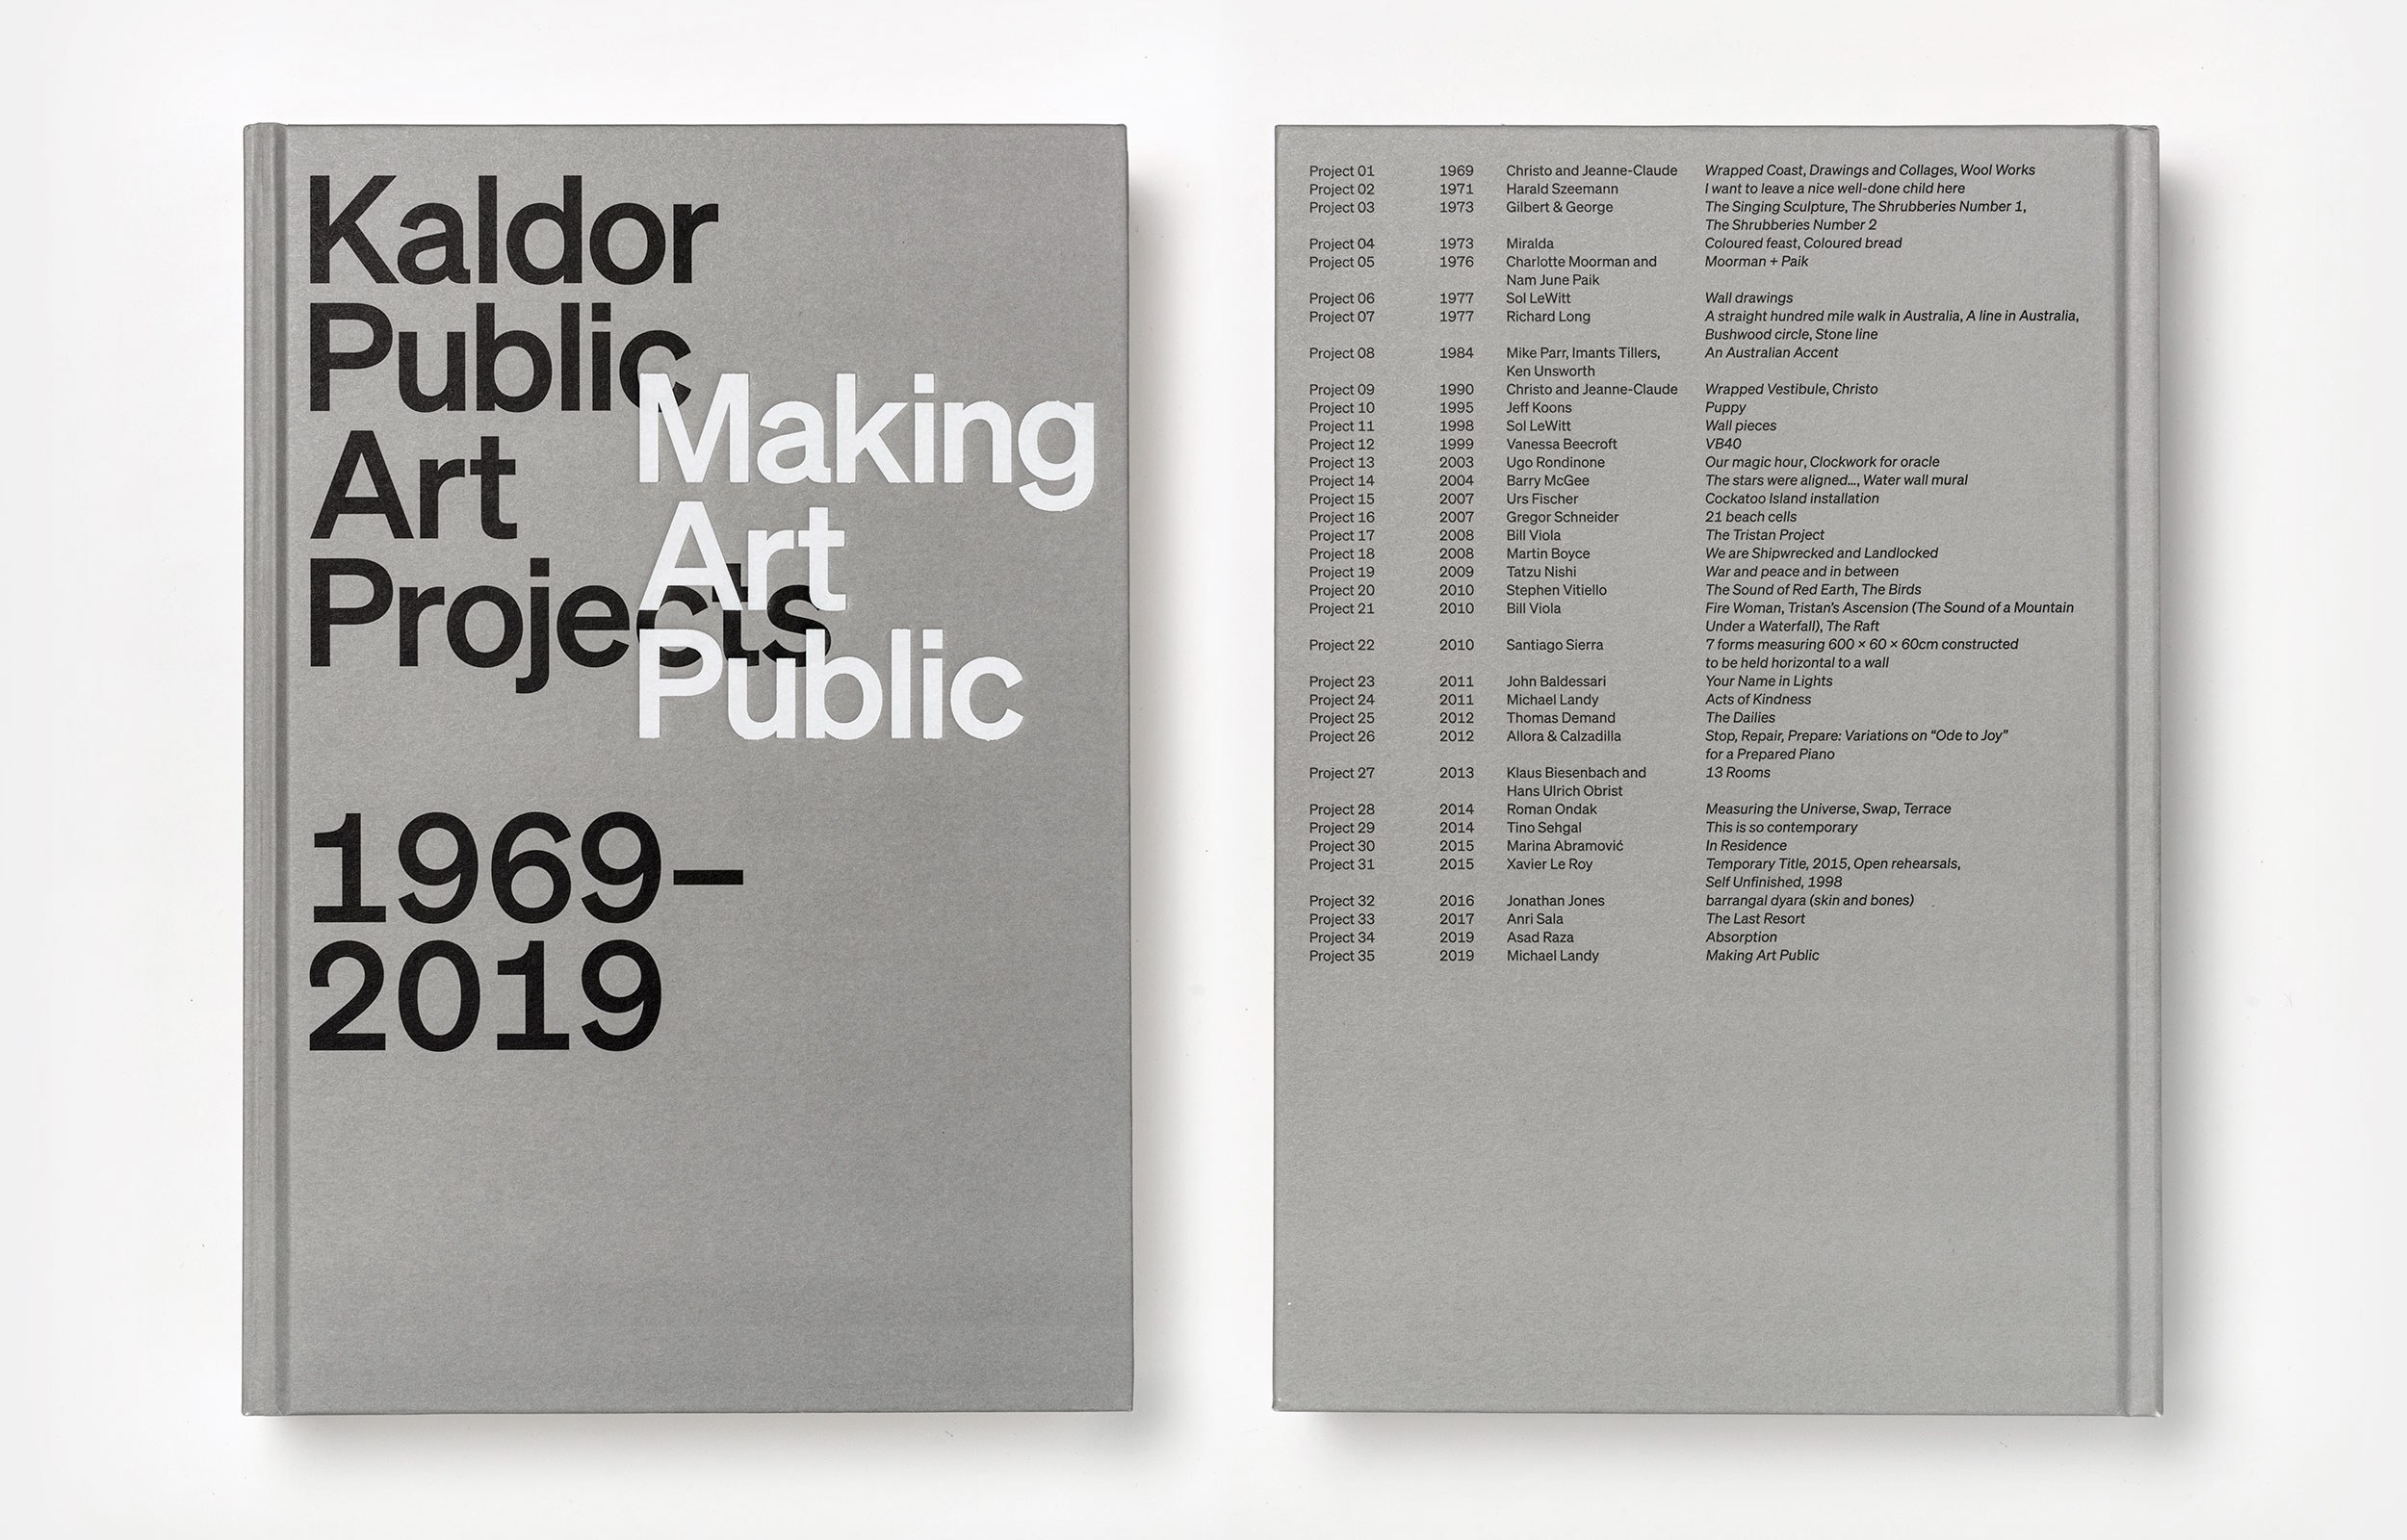 Kaldor
Public
Art
Projects
1969–
2019
Making
Art
Public
Project 01 1969 Christo and Jeanne-Claude Wrapped Coast, Drawings and Collages, Wool Works
Project 02 1971 Harald Szeemann I want to leave a nice well-done child here
Project 03 1973 Gilbert & George The Singing Sculpture, The Shrubberies Number 1,
The Shrubberies Number 2
Project 04 1973 Miralda Coloured feast, Coloured bread
Project 05 1976 Charlotte Moorman and Moorman + Paik
Nam June Paik
Project 06 1977 Sol LeWitt Wall drawings
Project 07 1977 Richard Long A straight hundred mile walk in Australia, A line in Australia,
Bushwood circle, Stone line
Project 08 1984 Mike Parr, Imants Tillers, An Australian Accent
Ken Unsworth
Project 09 1990 Christo and Jeanne-Claude Wrapped Vestibule, Christo
Project 10 1995 Jeff Koons Puppy
Project 11 1998 Sol LeWitt Wall pieces
Project 12 1999 Vanessa Beecroft VB40
Project 13 2003 Ugo Rondinone Our magic hour, Clockwork for oracle
Project 14 2004 Barry McGee The stars were aligned..., Water wall mural
Project 15 2007 Urs Fischer Cockatoo Island installation
Project 16 2007 Gregor Schneider 21 beach cells
Project 17 2008 Bill Viola The Tristan Project
Project 18 2008 Martin Boyce We are Shipwrecked and Landlocked
Project 19 2009 Tatzu Nishi War and peace and in between
Project 20 2010 Stephen Vitiello The Sound of Red Earth, The Birds
Project 21 2010 Bill Viola Fire Woman, Tristan's Ascension (The Sound of a Mountain
Under a Waterfall), The Raft
Project 22 2010 Santiago Sierra 7 forms measuring 600 × 60 × 60cm constructed
to be held horizontal to a wall
Project 23 2011 John Baldessari Your Name in Lights
Project 24 2011 Michael Landy Acts of Kindness
Project 25 2012 Thomas Demand The Dailies
Project 26 2012 Allora & Calzadilla Stop, Repair, Prepare: Variations on “Ode to Joy”
for a Prepared Piano
Project 27 2013 Klaus Biesenbach and 13 Rooms
Hans Ulrich Obrist
Project 28 2014 Roman Ondak Measuring the Universe, Swap, Terrace
Project 29 2014 Tino Sehgal This is so contemporary
Project 30 2015 Marina Abramović In Residence
Project 31 2015 Xavier Le Roy Temporary Title, 2015, Open rehearsals,
Self Unfinished, 1998
Project 32 2016 Jonathan Jones barrangal dyara (skin and bones)
Project 33 2017 Anri Sala The Last Resort
Project 34 2019 Asad Raza Absorption
Project 35 2019 Michael Landy Making Art Public